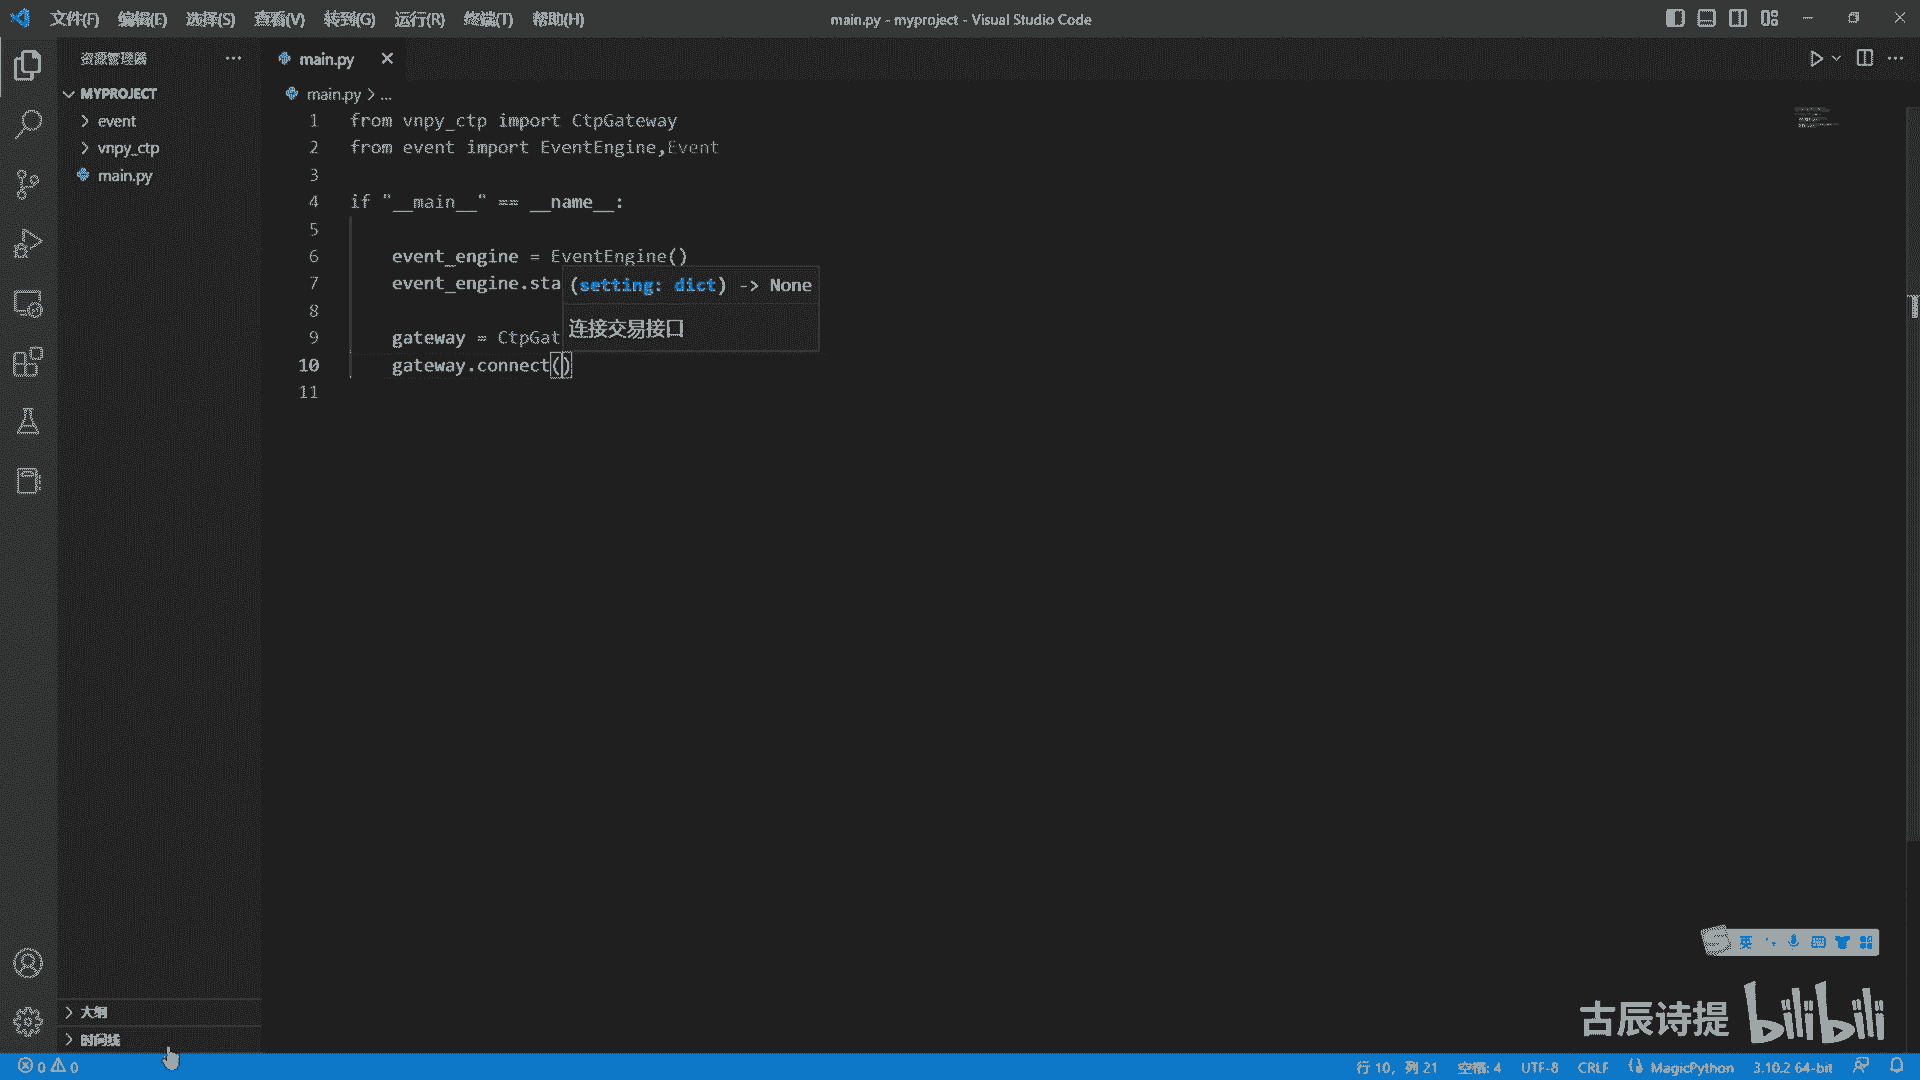 文件(F) 编辑(E) 选择(S) 查看(V) 转到(G) 运行(R) 终端(T) 帮助(H)
main.py - myproject - Visual Studio Code
资源管理器
MYPROJECT
event
vnpy_ctp
main.py
main.py
main.py > ...
1 from vnpy_ctp import CtpGateway
2 from event import EventEngine,Event
3
4 if "__main__" == __name__:
5
6 event_engine = EventEngine()
7 event_engine.sta
(setting: dict) -> None
8
连接交易接口
9 gateway = CtpGat
10 gateway.connect()
11
英
古辰诗提 bilibili
大纲
时间线
0 0
行 10，列 21 空格: 4 UTF-8 CRLF MagicPython 3.10.2 64-bit